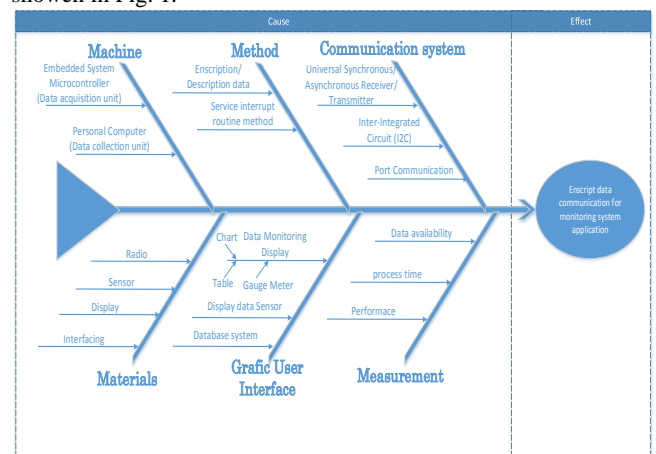 showen in Fig. 1.
Cause
Effect
Machine
Method
Communication system
Embedded System
Microcontroller
(Data acquisition unit)
Personal Computer
(Data collection unit)
Enscription/
Description data
Service interrupt
routine method
Universal Synchronous/
Asynchronous Receiver/
Transmitter
Inter-Integrated
Circuit (I2C)
Port Communication
Enscript data
communication for
monitoring system
application
Radio
Sensor
Display
Interfacing
Materials
Chart
Data Monitoring
Display
Table
Gauge Meter
Display data Sensor
Database system
Grafic User
Interface
Data availability
process time
Performace
Measurement